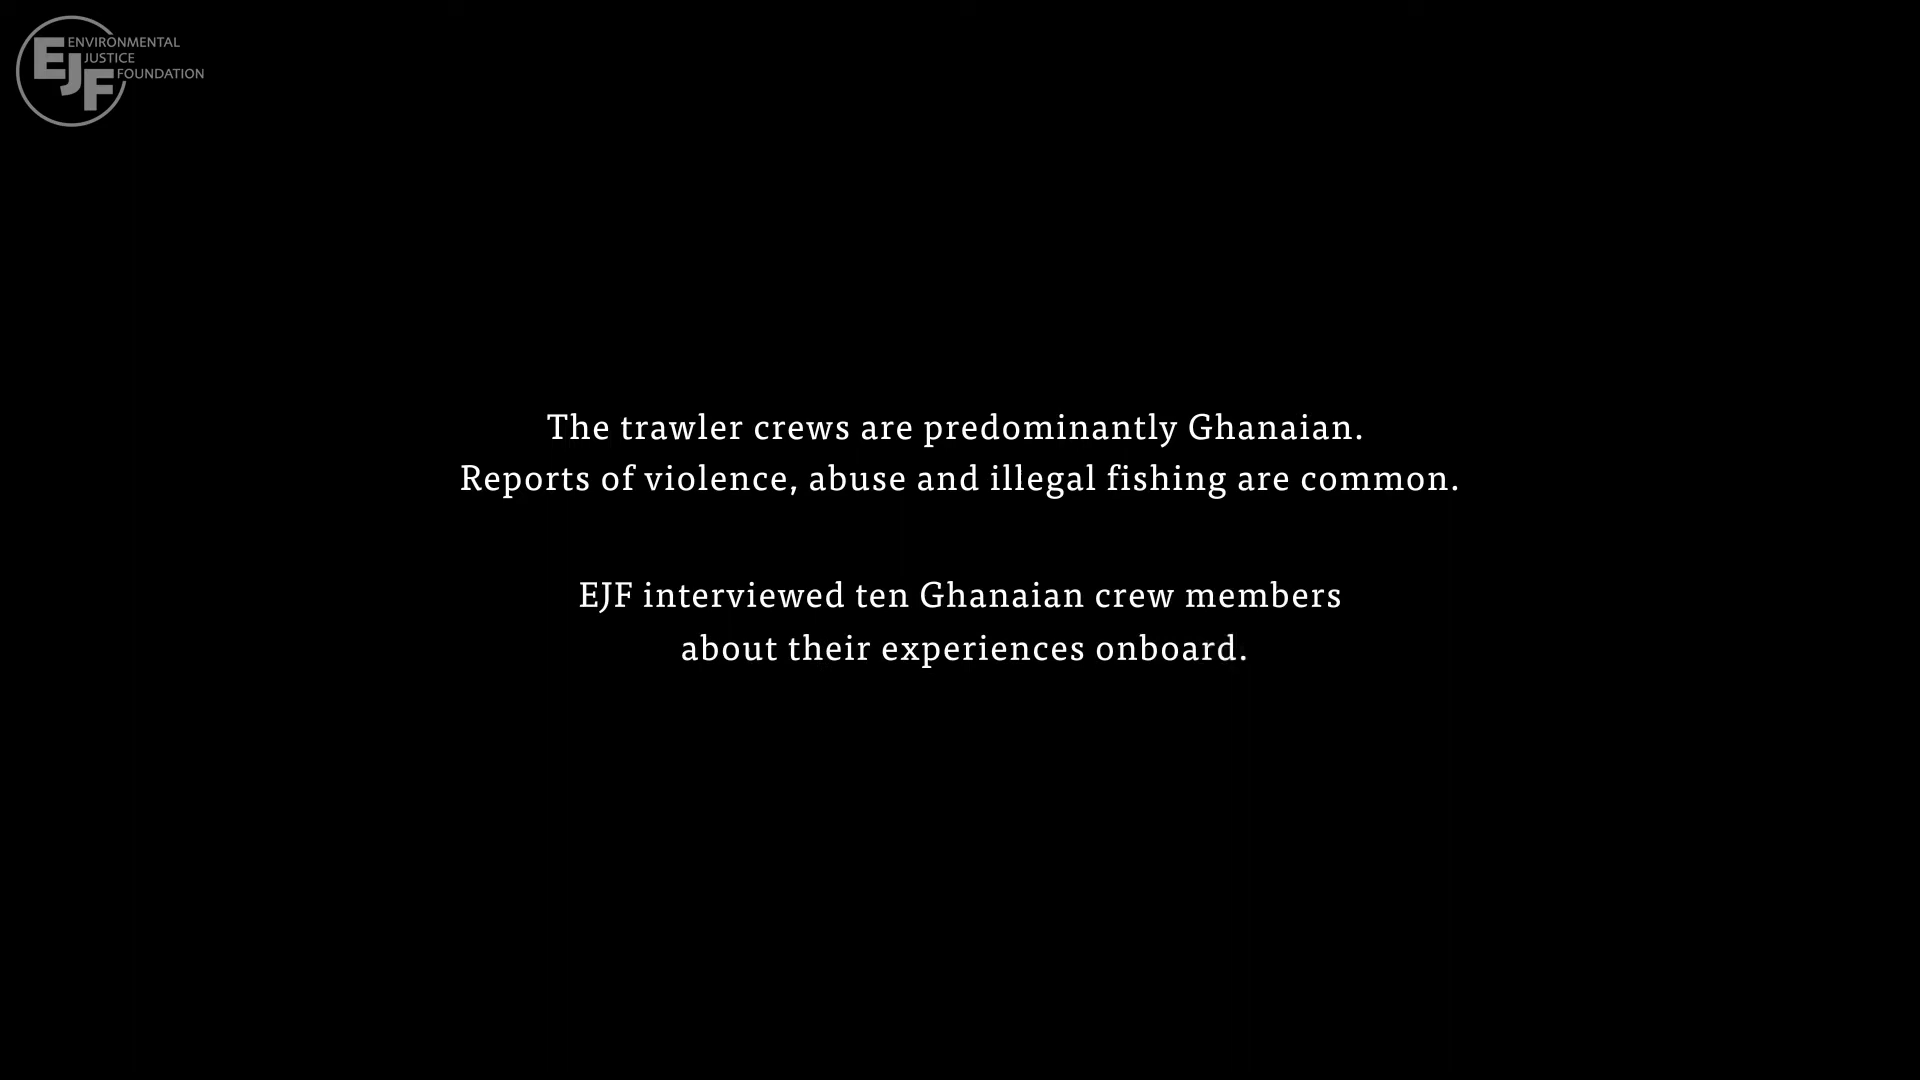 EJF
ENVIRONMENTAL
JUSTICE
FOUNDATION
The trawler crews are predominantly Ghanaian.
Reports of violence, abuse and illegal fishing are common.
EJF interviewed ten Ghanaian crew members
about their experiences onboard.